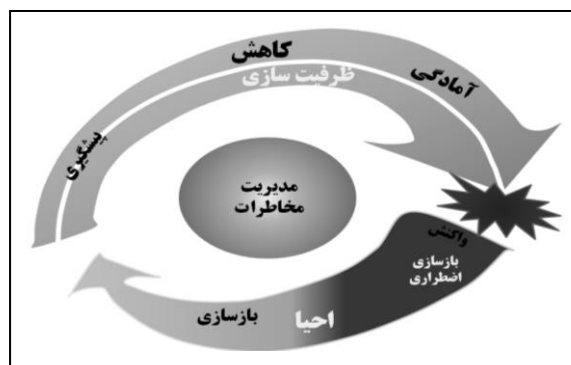 کاهش
ظرفیت سازی
آمادگی
پیشگیری
مدیریت
مخاطرات
واکنش
بازسازی
اضطراری
احیا
بازسازی